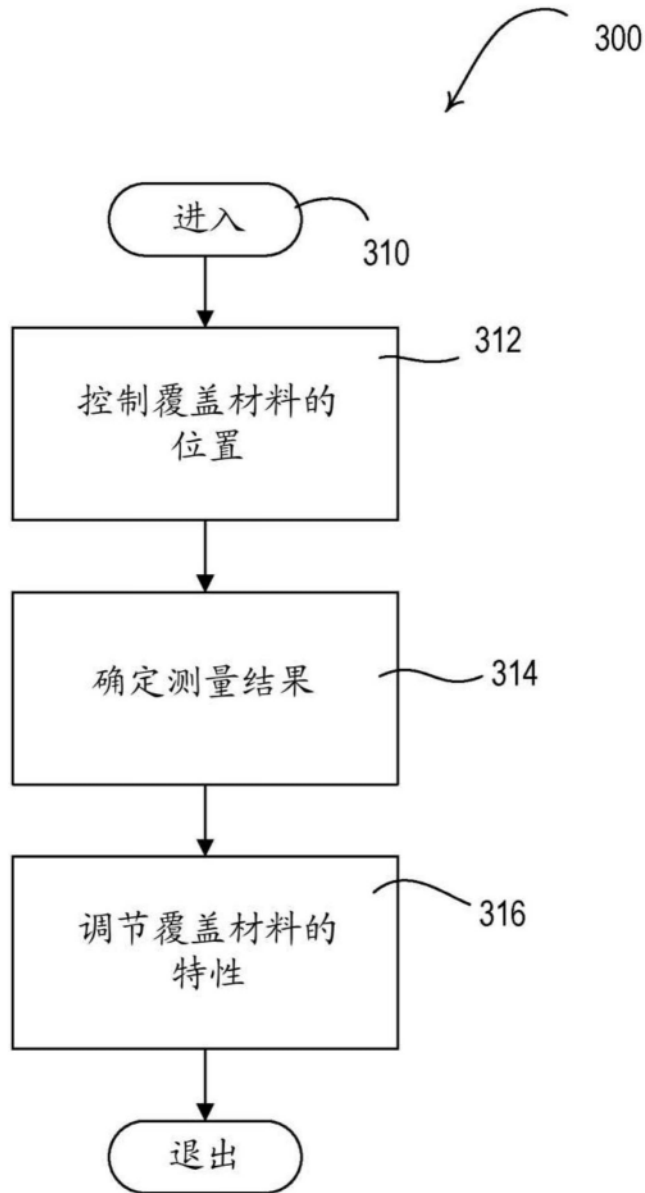 300
进入
310
312
控制覆盖材料的
位置
确定测量结果
314
调节覆盖材料的
特性
316
退出